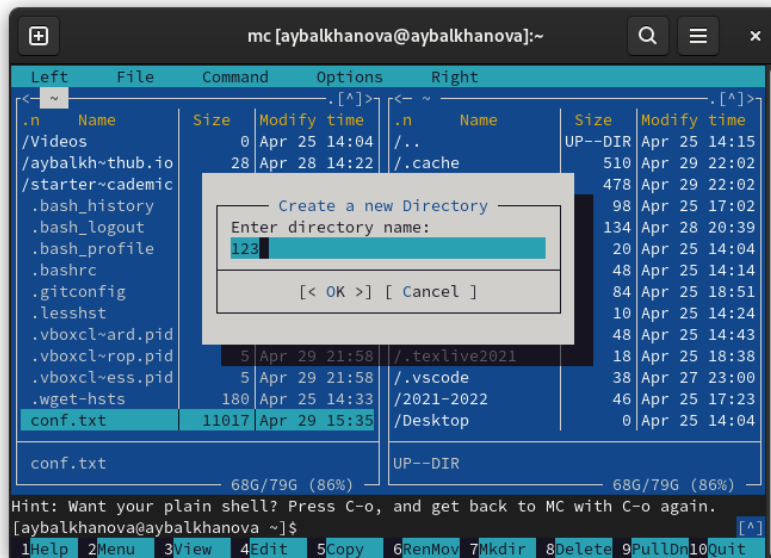 mc [aybalkhanova@aybalkhanova]:~
Left File Command Options Right
<- ~ .[^]> <- ~ .[^]>
.n Name Size Modify time .n Name Size Modify time
/Videos 0 Apr 25 14:04 /.. UP--DIR Apr 25 14:15
/aybalkh~thub.io 28 Apr 28 14:22 /.cache 510 Apr 29 22:02
/starter~cademic 478 Apr 29 22:02
.bash_history 98 Apr 25 17:02
Create a new Directory
.bash_logout Enter directory name: 134 Apr 28 20:39
.bash_profile 123 20 Apr 25 14:04
.bashrc 48 Apr 25 14:14
.gitconfig [< OK >] [ Cancel ] 84 Apr 25 18:51
.lesshst 10 Apr 25 14:24
.vboxcl~ard.pid 48 Apr 25 14:43
.vboxcl~rop.pid 5 Apr 29 21:58 /.texlive2021 18 Apr 25 18:38
.vboxcl~ess.pid 5 Apr 29 21:58 /.vscode 38 Apr 27 23:00
.wget-hsts 180 Apr 25 14:33 /2021-2022 46 Apr 25 17:23
conf.txt 11017 Apr 29 15:35 /Desktop 0 Apr 25 14:04
conf.txt UP--DIR
68G/79G (86%) 68G/79G (86%)
Hint: Want your plain shell? Press C-o, and get back to MC with C-o again.
[aybalkhanova@aybalkhanova ~]$ [^]
1Help 2Menu 3View 4Edit 5Copy 6RenMov 7Mkdir 8Delete 9PullDn 10Quit